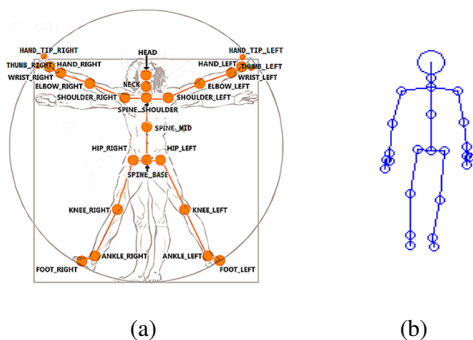 HAND_TIP_RIGHT HEAD HAND_TIP_LEFT
THUMB_RIGHT HAND_RIGHT HAND_LEFT THUMB_LEFT
WRIST_RIGHT NECK WRIST_LEFT
ELBOW_RIGHT ELBOW_LEFT
SHOULDER_RIGHT SHOULDER_LEFT
SPINE_SHOULDER
SPINE_MID
HIP_RIGHT HIP_LEFT
SPINE_BASE
KNEE_RIGHT KNEE_LEFT
ANKLE_RIGHT ANKLE_LEFT
FOOT_RIGHT FOOT_LEFT
(a) (b)